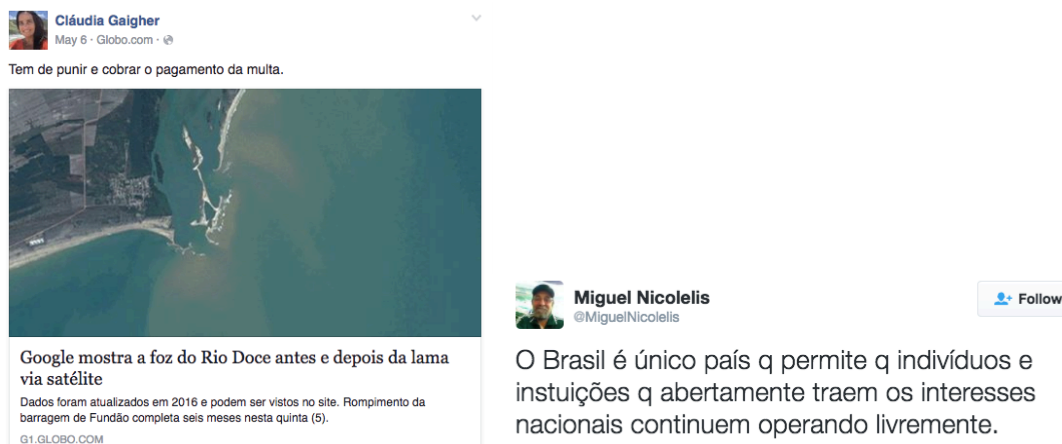 Cláudia Gaigher
May 6 · Globo.com ·
Tem de punir e cobrar o pagamento da multa.
Google mostra a foz do Rio Doce antes e depois da lama
via satélite
Dados foram atualizados em 2016 e podem ser vistos no site. Rompimento da
barragem de Fundão completa seis meses nesta quinta (5).
G1.GLOBO.COM
Miguel Nicolelis
@MiguelNicolelis
Follow
O Brasil é único país q permite q indivíduos e
instuições q abertamente traem os interesses
nacionais continuem operando livremente.